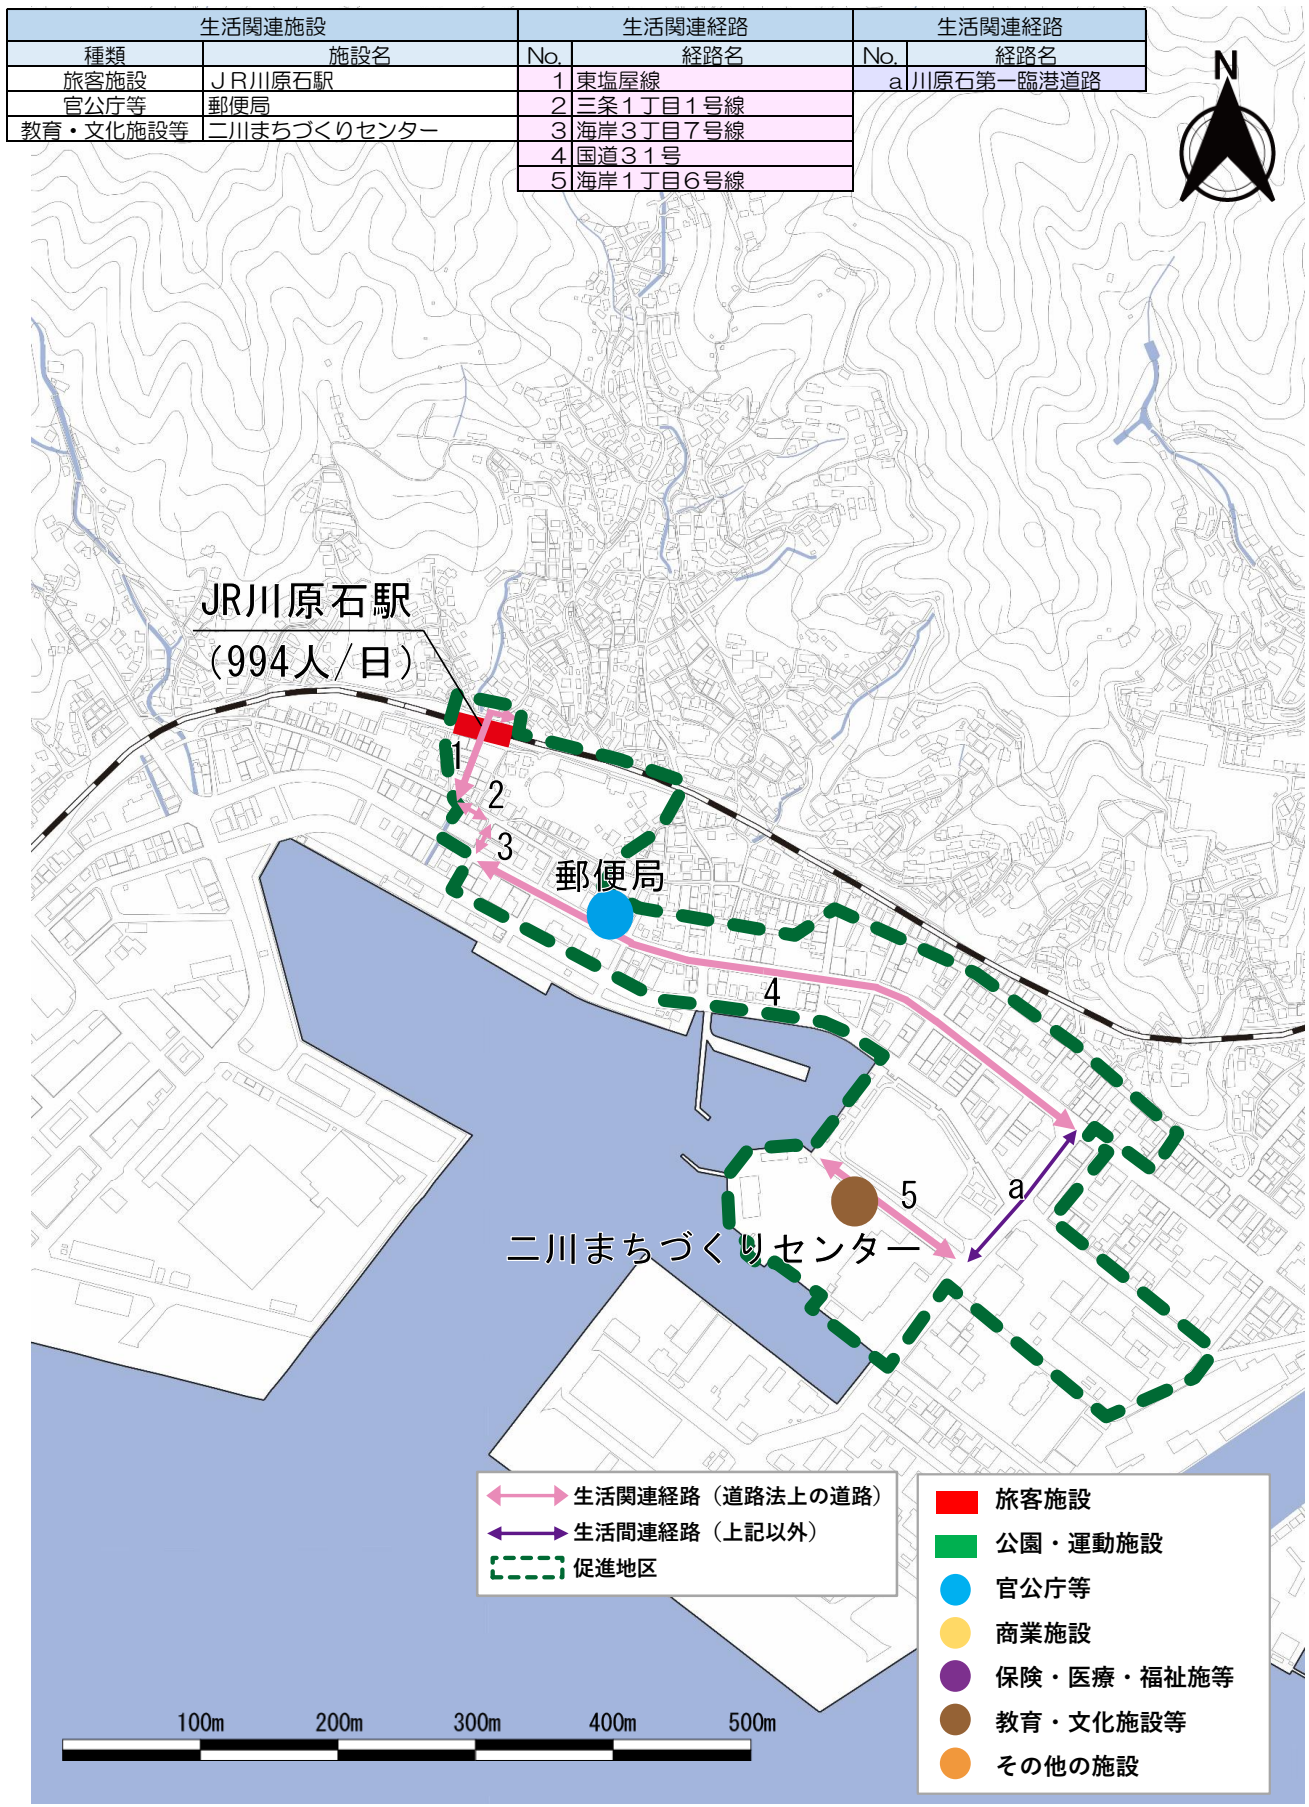 生活関連施設 生活関連経路 生活関連経路
種類 施設名 No. 経路名 No. 経路名
旅客施設 ＪＲ川原石駅 1 東塩屋線 a 川原石第一臨港道路
官公庁等 郵便局 2 三条１丁目１号線
教育・文化施設等 二川まちづくりセンター 3 海岸３丁目７号線
4 国道３１号
5 海岸１丁目６号線
N
JR川原石駅
(994人/日)
1
2
3
郵便局
4
5
a
二川まちづくりセンター
生活関連経路（道路法上の道路）
生活間連経路（上記以外）
促進地区
旅客施設
公園・運動施設
官公庁等
商業施設
保険・医療・福祉施等
教育・文化施設等
その他の施設
100m 200m 300m 400m 500m